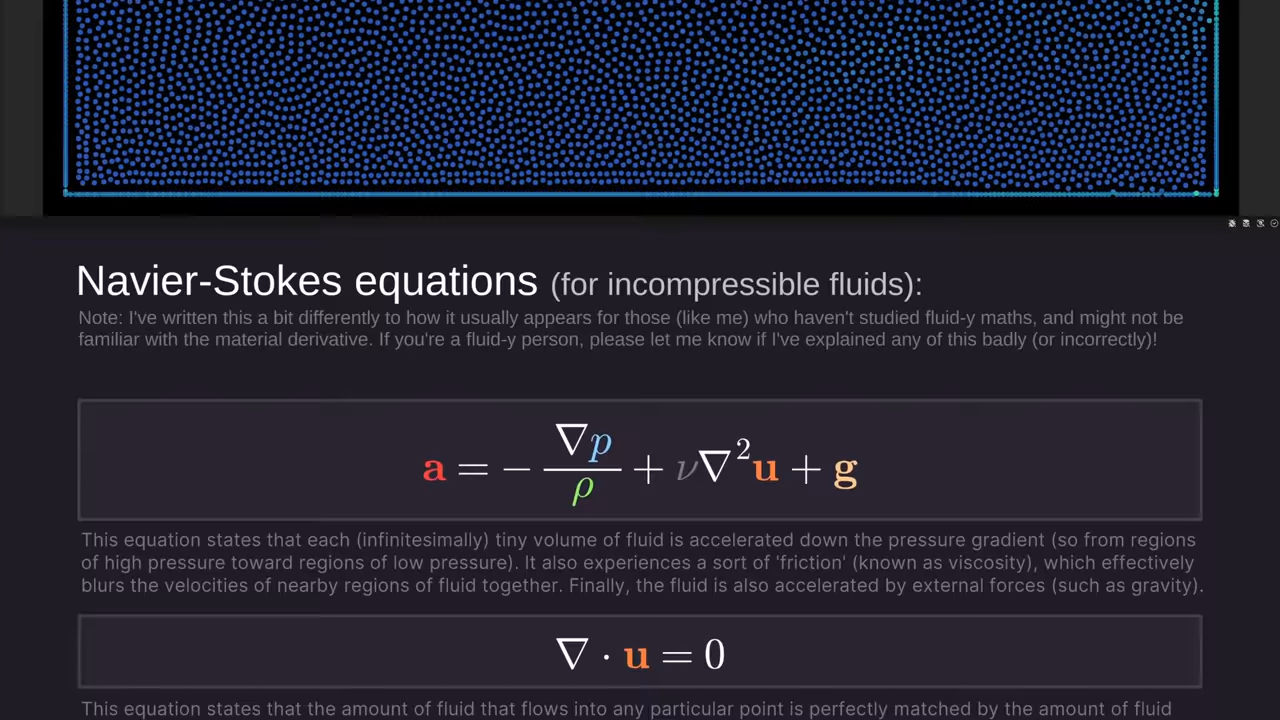 Navier-Stokes equations (for incompressible fluids):
Note: I've written this a bit differently to how it usually appears for those (like me) who haven't studied fluid-y maths, and might not be
familiar with the material derivative. If you're a fluid-y person, please let me know if I've explained any of this badly (or incorrectly)!
a = − ∇p/ρ + ν∇²u + g
This equation states that each (infinitesimally) tiny volume of fluid is accelerated down the pressure gradient (so from regions
of high pressure toward regions of low pressure). It also experiences a sort of 'friction' (known as viscosity), which effectively
blurs the velocities of nearby regions of fluid together. Finally, the fluid is also accelerated by external forces (such as gravity).
∇ · u = 0
This equation states that the amount of fluid that flows into any particular point is perfectly matched by the amount of fluid